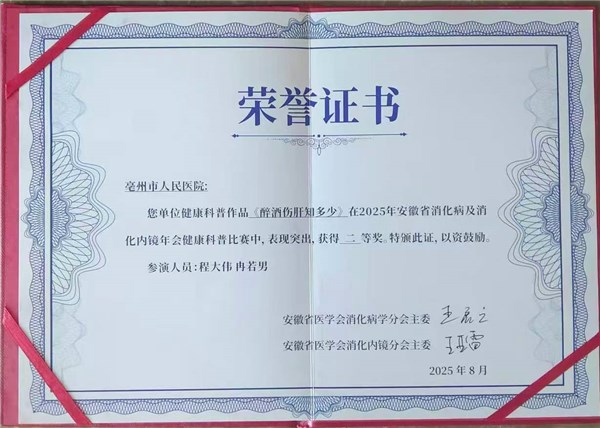 荣誉证书
亳州市人民医院:
您单位健康科普作品《醉酒伤肝知多少》在2025年安徽省消化病及消
化内镜年会健康科普比赛中,表现突出,获得 二 等奖。特颁此证,以资鼓励。
参演人员:程大伟 冉若男
安徽省医学会消化病学分会主委
安徽省医学会消化内镜分会主委 王亚雷
2025 年 8 月